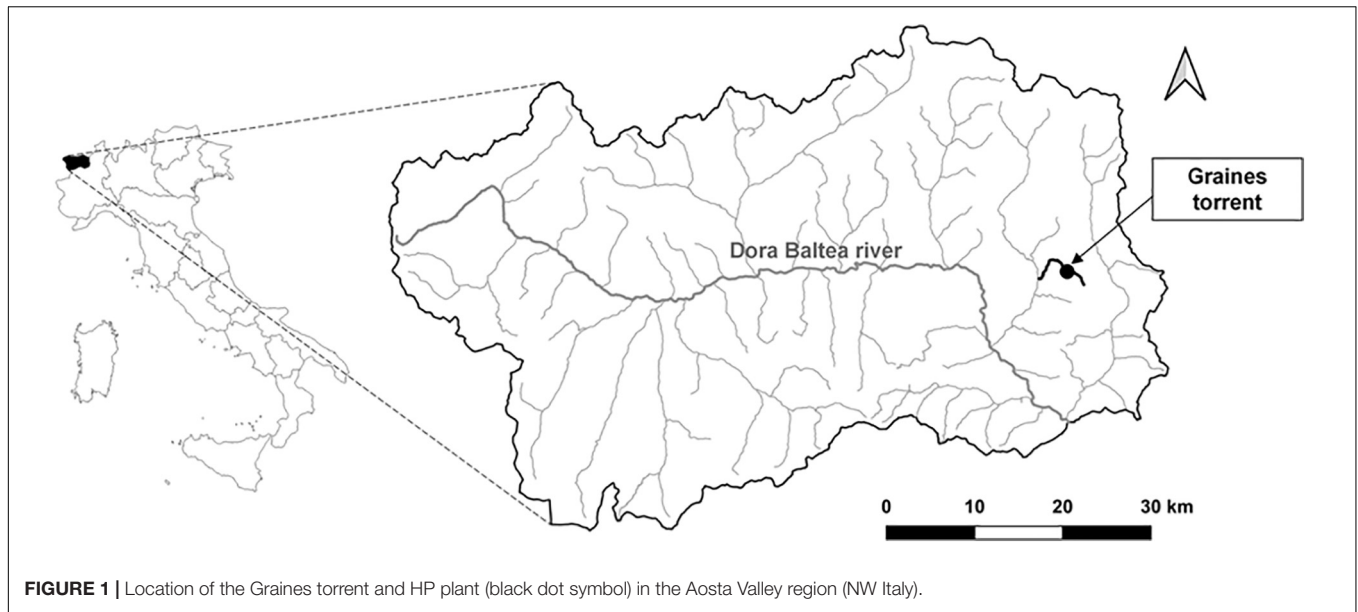 Graines
torrent
Dora Baltea river
0 10 20 30 km
FIGURE 1 | Location of the Graines torrent and HP plant (black dot symbol) in the Aosta Valley region (NW Italy).